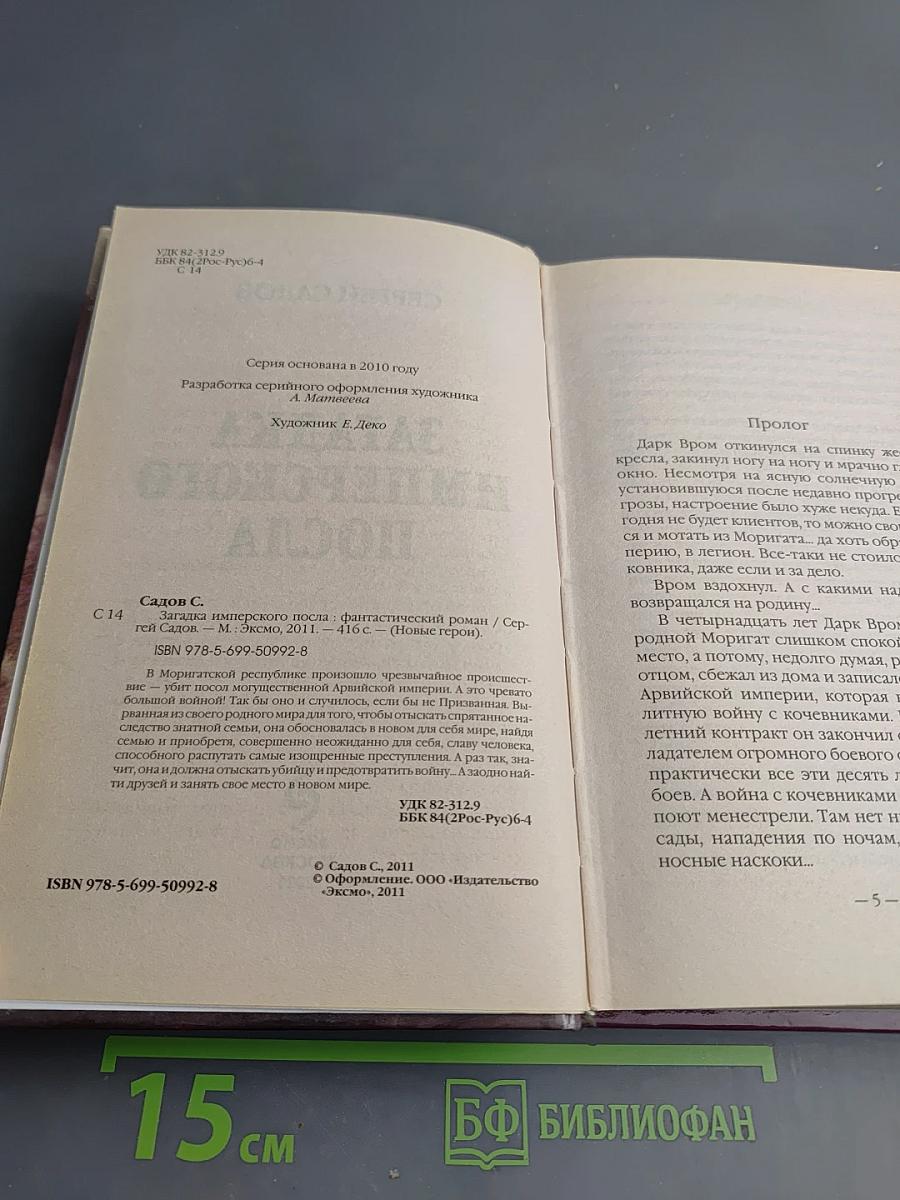 УДК 82-312.9
ББК 84(2Рос-Рус)6-4
С 14
Серия основана в 2010 году
Разработка серийного оформления художника
А. Матвеева
Художник Е. Деко
Садов С.
С 14 Загадка имперского посла : фантастический роман / Сер-
гей Садов. — М. : Эксмо, 2011. — 416 с. — (Новые герои).
ISBN 978-5-699-50992-8
В Моригатской республике произошло чрезвычайное происшест-
вие — убит посол могущественной Арвийской империи. А это чревато
большой войной! Так бы оно и случилось, если бы не Призванная. Вы-
рванная из своего родного мира для того, чтобы отыскать спрятанное на-
следство знатной семьи, она обосновалась в новом для себя мире, найдя
семью и приобретя, совершенно неожиданно для себя, славу человека,
способного распутать самые изощренные преступления. А раз так, зна-
чит, она и должна отыскать убийцу и предотвратить войну... А заодно най-
ти друзей и занять свое место в новом мире.
УДК 82-312.9
ББК 84(2Рос-Рус)6-4
© Садов С., 2011
© Оформление. ООО «Издательство
«Эксмо», 2011
ISBN 978-5-699-50992-8
Пролог
Дарк Вром откинулся на спинку же
кресла, закинул ногу на ногу и мрачно г
окно. Несмотря на ясную солнечную
установившуюся после недавно прогре
грозы, настроение было хуже некуда. Е
годня не будет клиентов, то можно сво
ся и мотать из Моригата... да хоть обр
перию, в легион. Все-таки не стоило
ковника, даже если и за дело.
Вром вздохнул. А с какими над
возвращался на родину...
В четырнадцать лет Дарк Вром
родной Моригат слишком спокой
место, а потому, недолго думая, р
отцом, сбежал из дома и записалс
Арвийской империи, которая в
литную войну с кочевниками.
летний контракт он закончил о
ладателем огромного боевого о
практически все эти десять л
боев. А война с кочевниками
поют менестрели. Там нет н
сады, нападения по ночам,
носные наскоки...
— 5 —
15 см
БФ БИБЛИОФАН